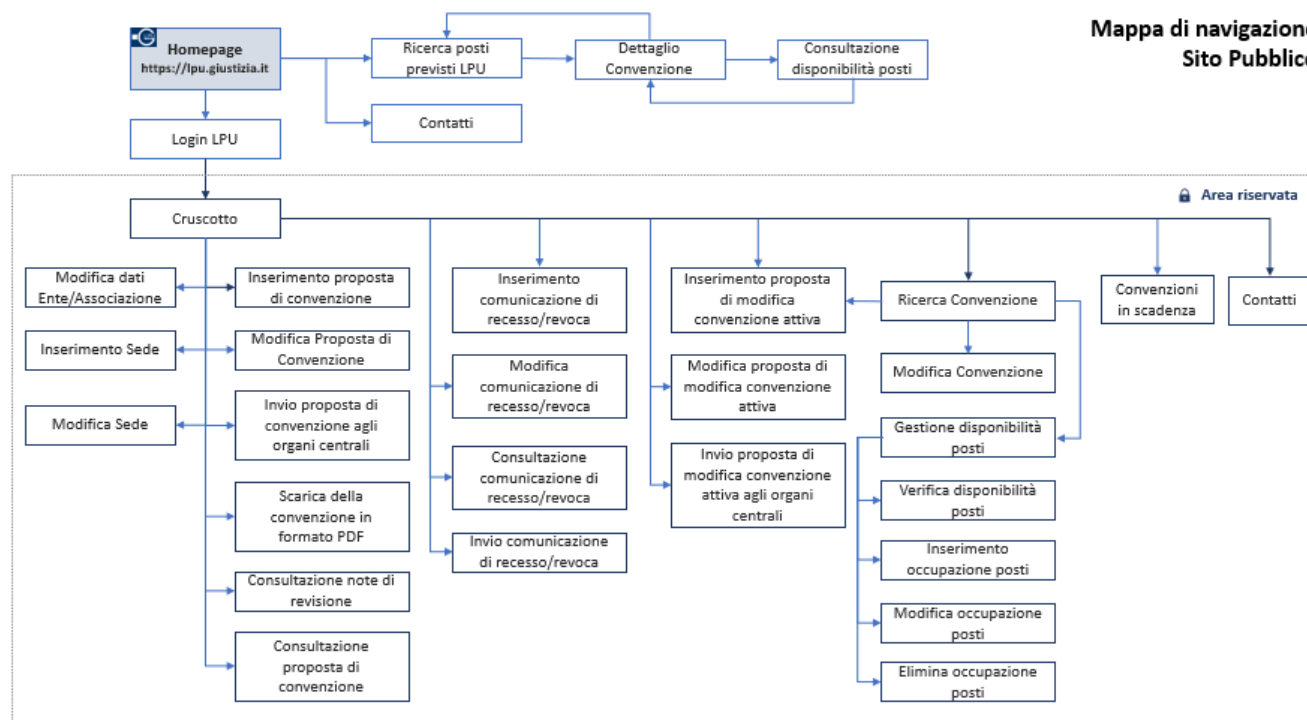 Mappa di navigazione
Sito Pubblico
Homepage
https://lpu.giustizia.it
Ricerca posti
previsti LPU
Dettaglio
Convenzione
Consultazione
disponibilità posti
Contatti
Login LPU
Area riservata
Cruscotto
Modifica dati
Ente/Associazione
Inserimento Sede
Modifica Sede
Inserimento proposta
di convenzione
Modifica Proposta di
Convenzione
Invio proposta di
convenzione agli
organi centrali
Scarica della
convenzione in
formato PDF
Consultazione note di
revisione
Consultazione
proposta di
convenzione
Inserimento
comunicazione di
recesso/revoca
Modifica
comunicazione di
recesso/revoca
Consultazione
comunicazione di
recesso/revoca
Invio comunicazione
di recesso/revoca
Inserimento proposta
di modifica
convenzione attiva
Modifica proposta di
modifica convenzione
attiva
Invio proposta di
modifica convenzione
attiva agli organi
centrali
Ricerca Convenzione
Modifica Convenzione
Gestione disponibilità
posti
Verifica disponibilità
posti
Inserimento
occupazione posti
Modifica occupazione
posti
Elimina occupazione
posti
Convenzioni
in scadenza
Contatti